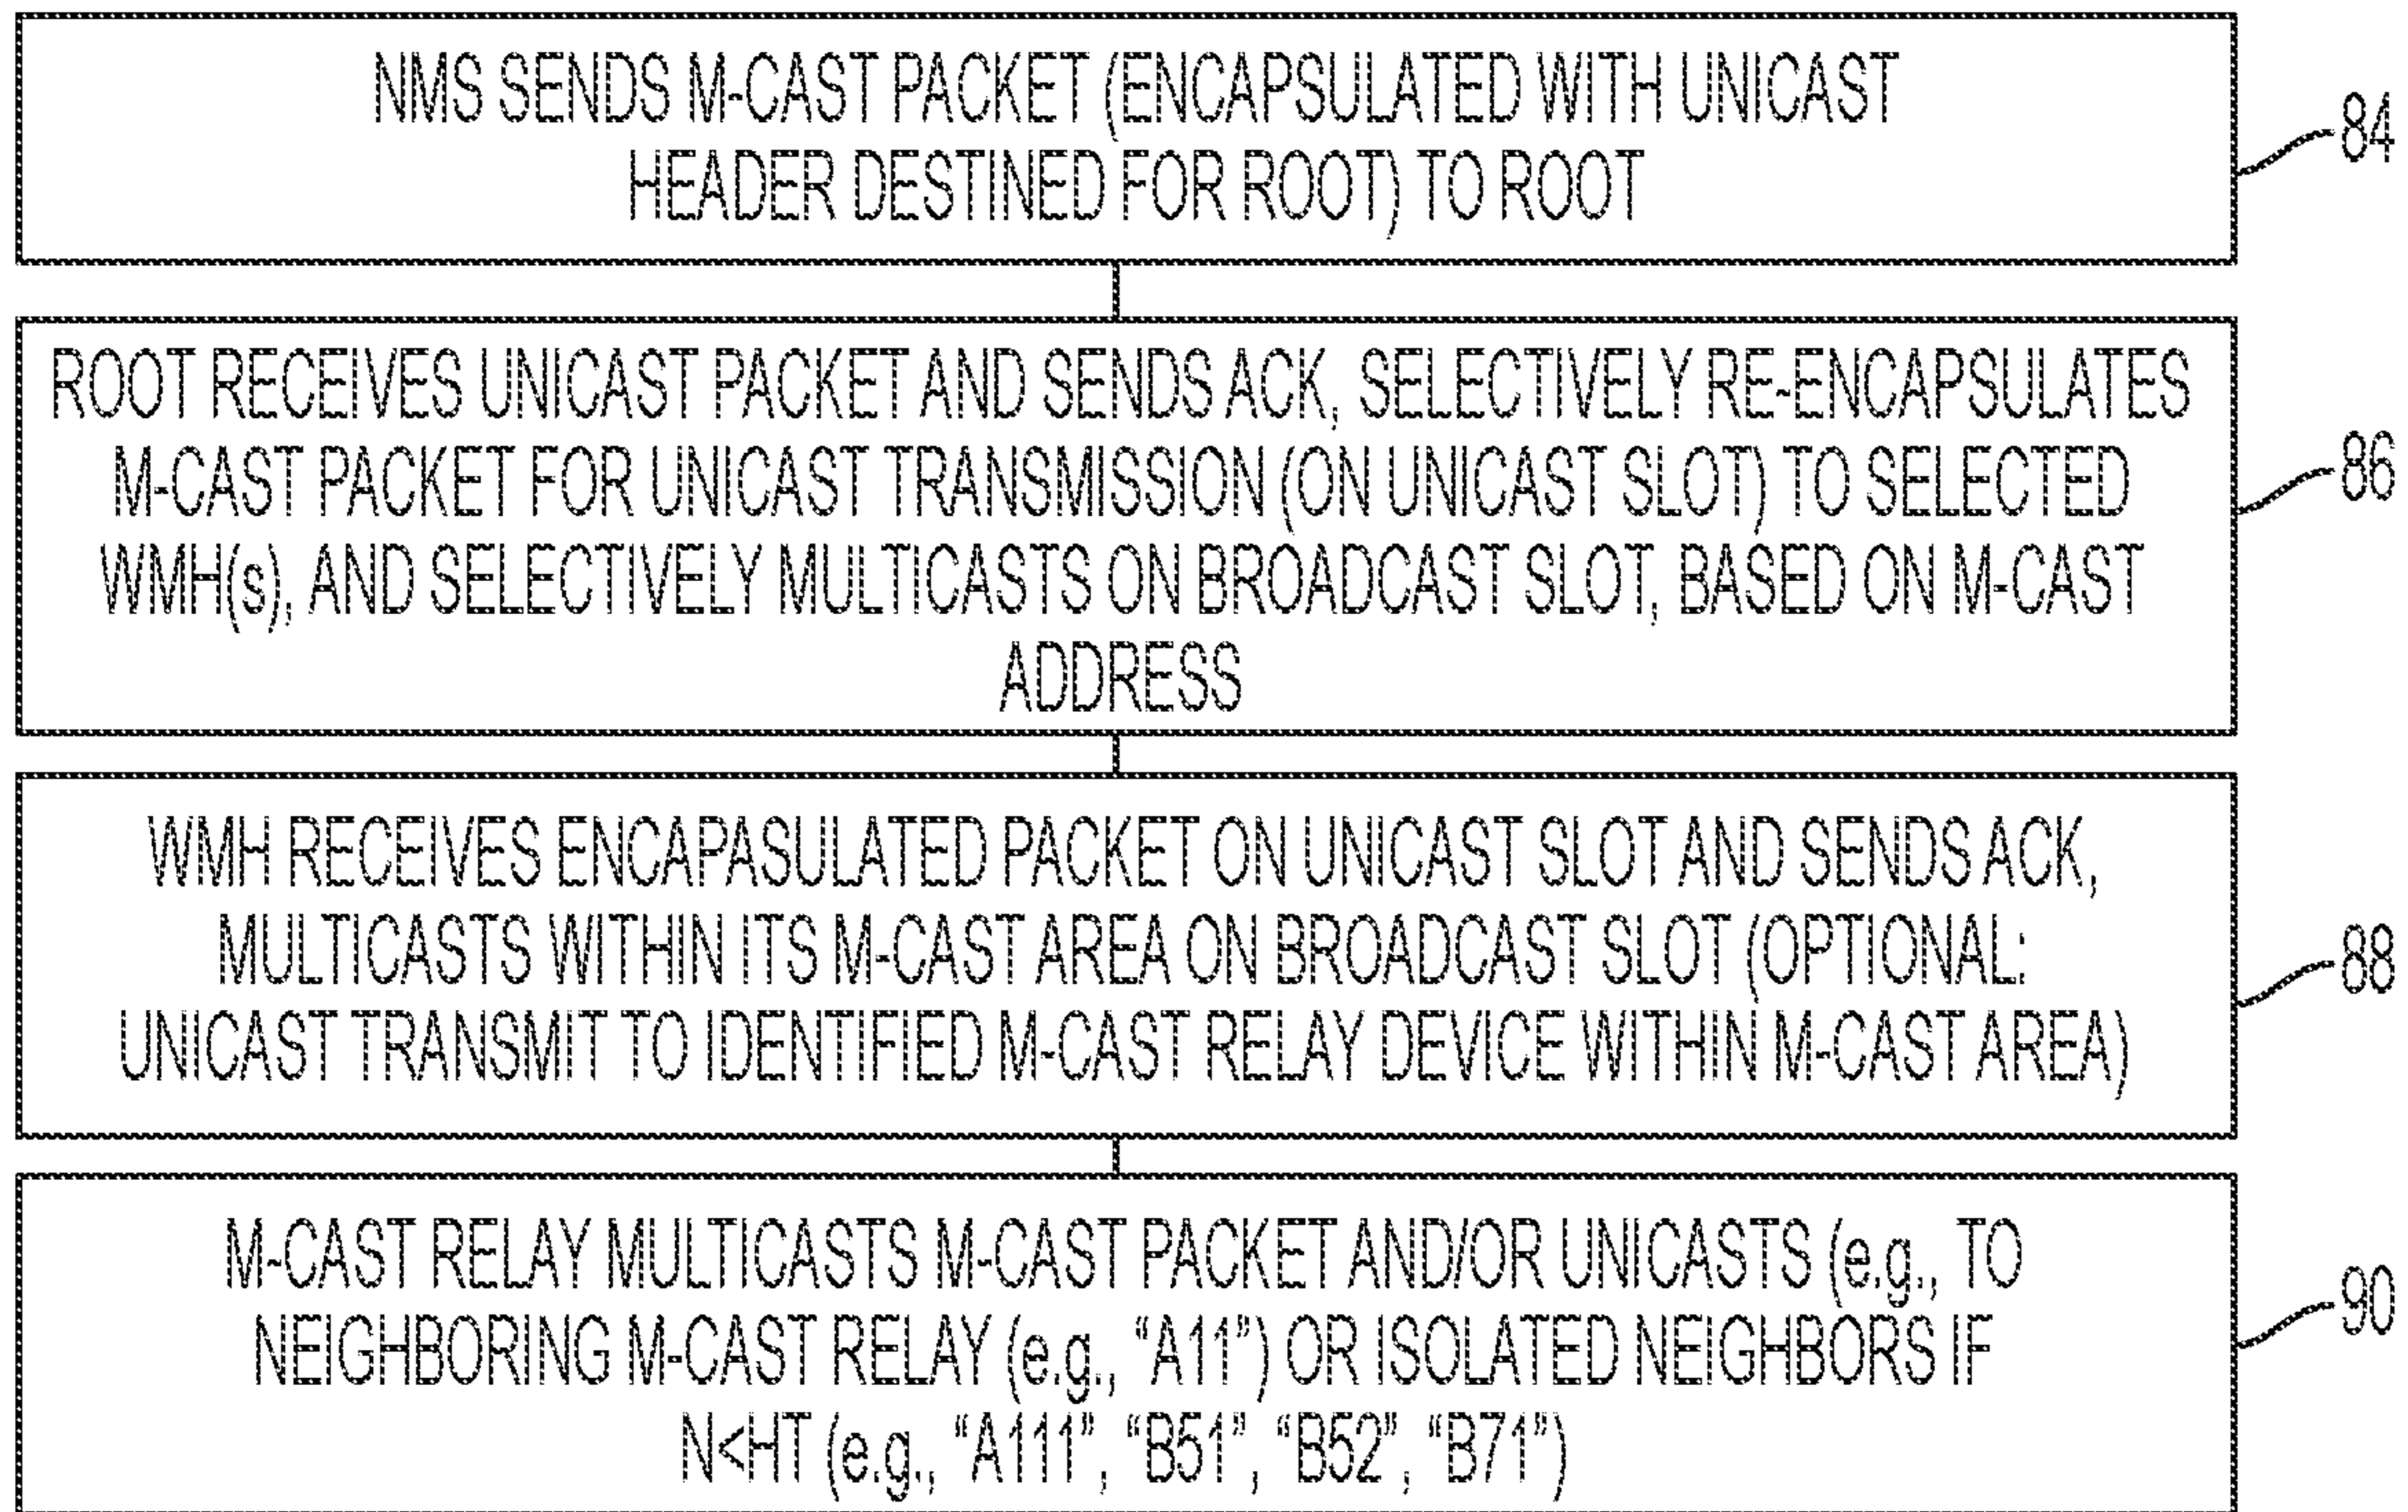 NMS SENDS M-CAST PACKET (ENCAPSULATED WITH UNICAST
HEADER DESTINED FOR ROOT) TO ROOT
84
ROOT RECEIVES UNICAST PACKET AND SENDS ACK, SELECTIVELY RE-ENCAPSULATES
M-CAST PACKET FOR UNICAST TRANSMISSION (ON UNICAST SLOT) TO SELECTED
WMH(s), AND SELECTIVELY MULTICASTS ON BROADCAST SLOT, BASED ON M-CAST
ADDRESS
86
WMH RECEIVES ENCAPASULATED PACKET ON UNICAST SLOT AND SENDS ACK,
MULTICASTS WITHIN ITS M-CAST AREA ON BROADCAST SLOT (OPTIONAL:
UNICAST TRANSMIT TO IDENTIFIED M-CAST RELAY DEVICE WITHIN M-CAST AREA)
88
M-CAST RELAY MULTICASTS M-CAST PACKET AND/OR UNICASTS (e.g., TO
NEIGHBORING M-CAST RELAY (e.g., “A11”) OR ISOLATED NEIGHBORS IF
N<HT (e.g., “A111”, “B51”, “B52”, “B71”)
90